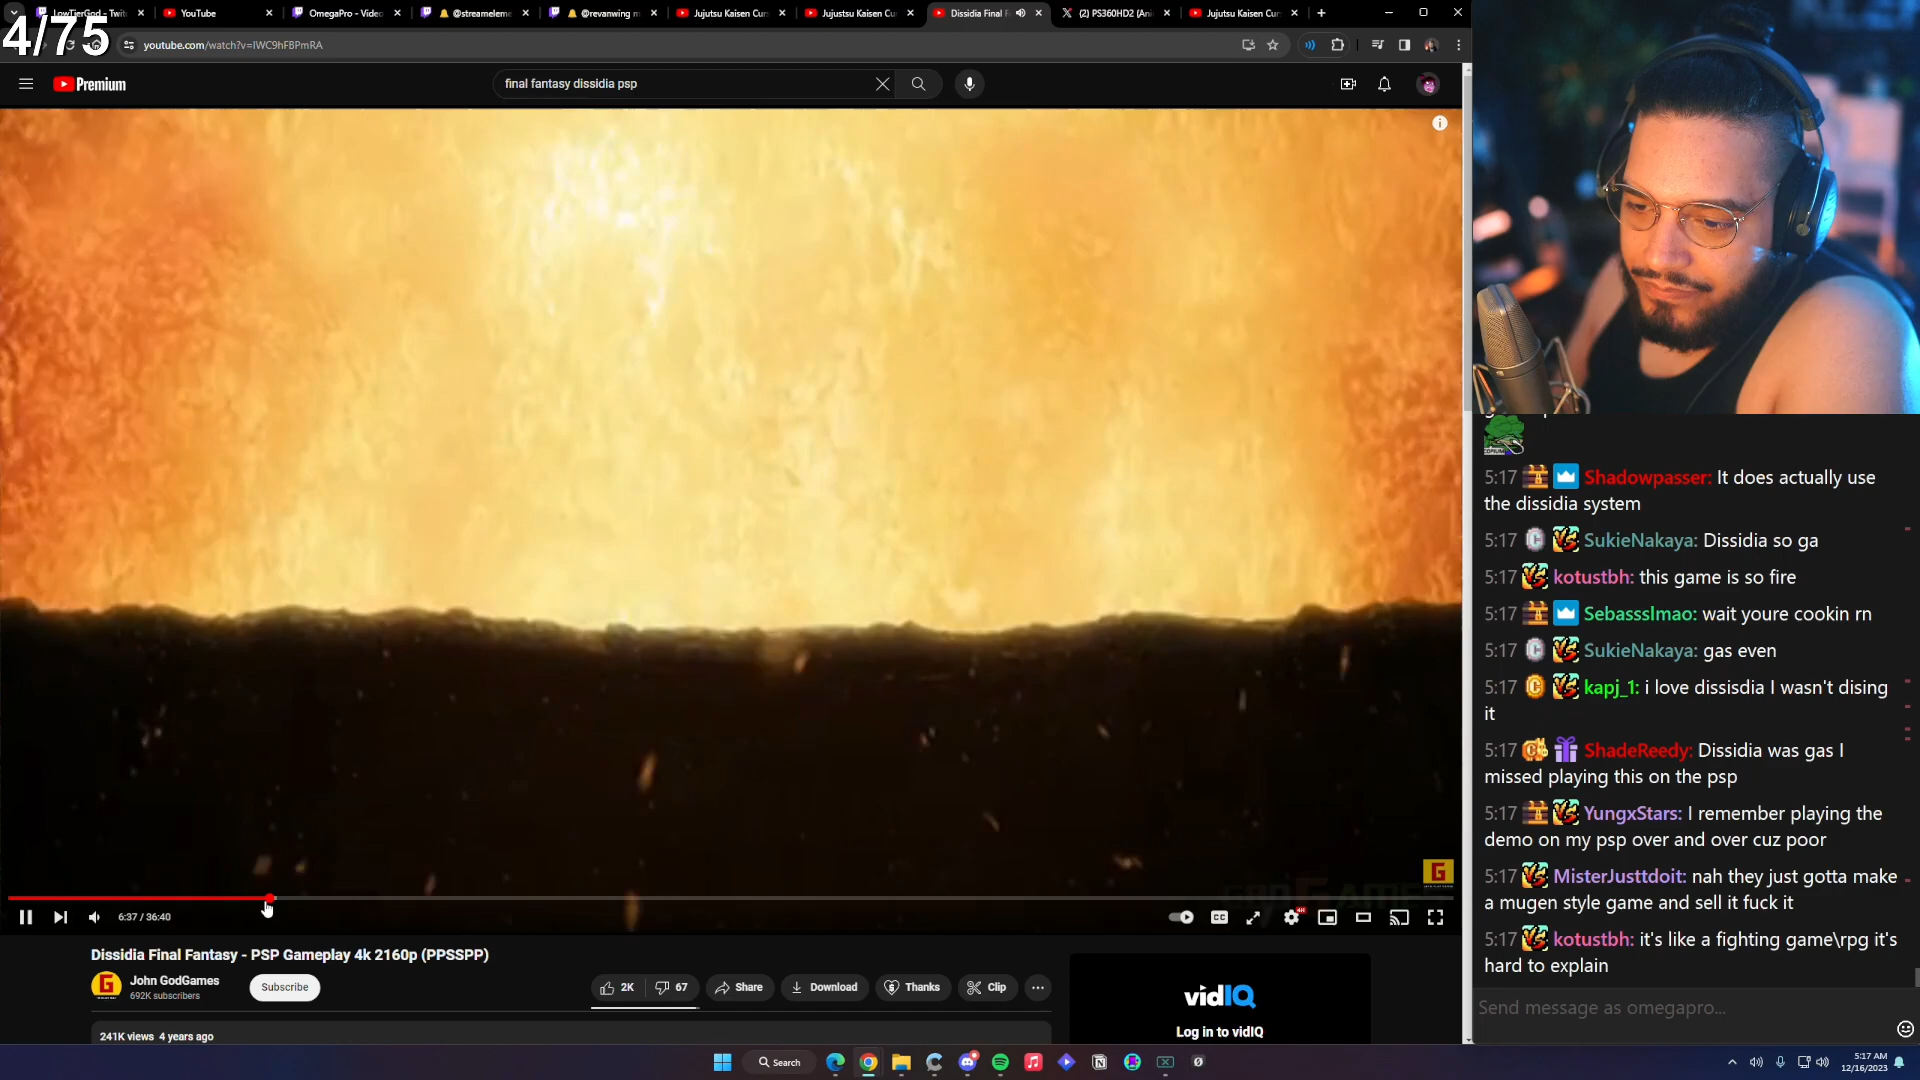 LowTierGod - Twit
YouTube
OmegaPro - Video
@streameleme
@revanwing m
Jujutsu Kaisen Cur
Jujustsu Kaisen Cu
Dissidia Final F
(2) PS360HD2 (Ani
Jujutsu Kaisen Cur
4/75
youtube.com/watch?v=IWC9hFBPmRA
Premium
final fantasy dissidia psp
6:37 / 36:40
CC
Dissidia Final Fantasy - PSP Gameplay 4k 2160p (PPSSPP)
John GodGames
692K subscribers
Subscribe
2K
67
Share
Download
Thanks
Clip
241K views 4 years ago
vidIQ
Log in to vidIQ
5:17 Shadowpasser: It does actually use
the dissidia system
5:17 SukieNakaya: Dissidia so ga
5:17 kotustbh: this game is so fire
5:17 Sebassslmao: wait youre cookin rn
5:17 SukieNakaya: gas even
5:17 kapj_1: i love dissisdia I wasn't dising
it
5:17 ShadeReedy: Dissidia was gas I
missed playing this on the psp
5:17 YungxStars: I remember playing the
demo on my psp over and over cuz poor
5:17 MisterJusttdoit: nah they just gotta make
a mugen style game and sell it fuck it
5:17 kotustbh: it's like a fighting game\rpg it's
hard to explain
Send message as omegapro...
Search
5:17 AM
12/16/2023